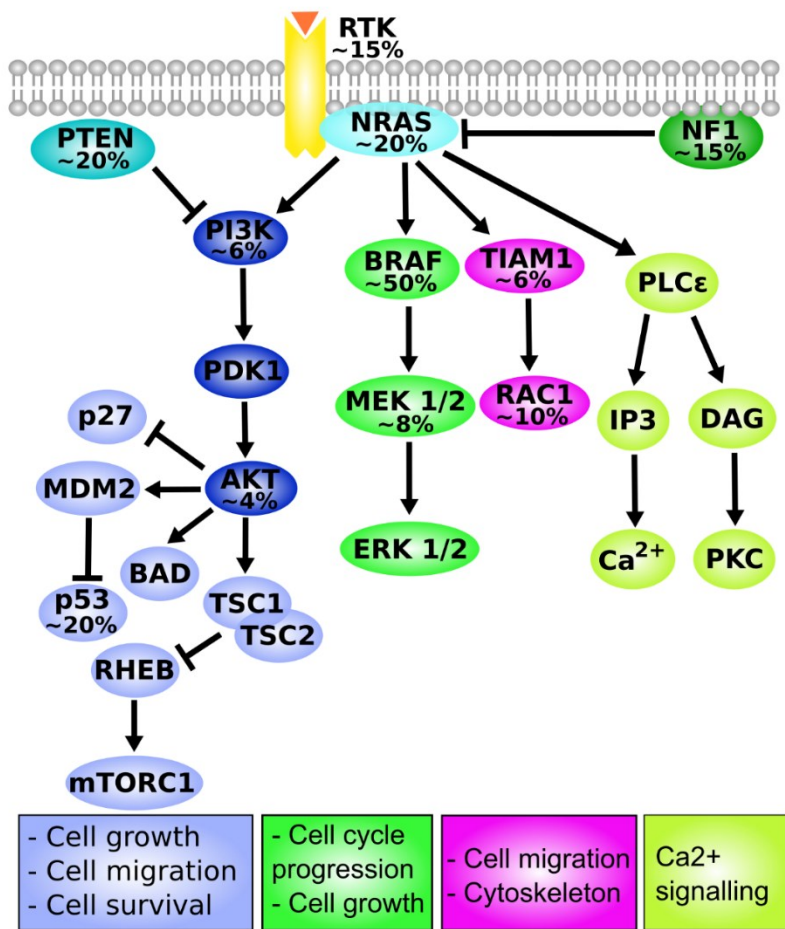 RTK
~15%
PTEN
~20%
NRAS
~20%
NF1
~15%
PI3K
~6%
BRAF
~50%
TIAM1
~6%
PLCε
PDK1
MEK 1/2
~8%
RAC1
~10%
IP3
DAG
p27
MDM2
AKT
~4%
BAD
ERK 1/2
Ca2+
PKC
p53
~20%
TSC1
TSC2
RHEB
mTORC1
- Cell growth
- Cell migration
- Cell survival
- Cell cycle
progression
- Cell growth
- Cell migration
- Cytoskeleton
Ca2+
signalling